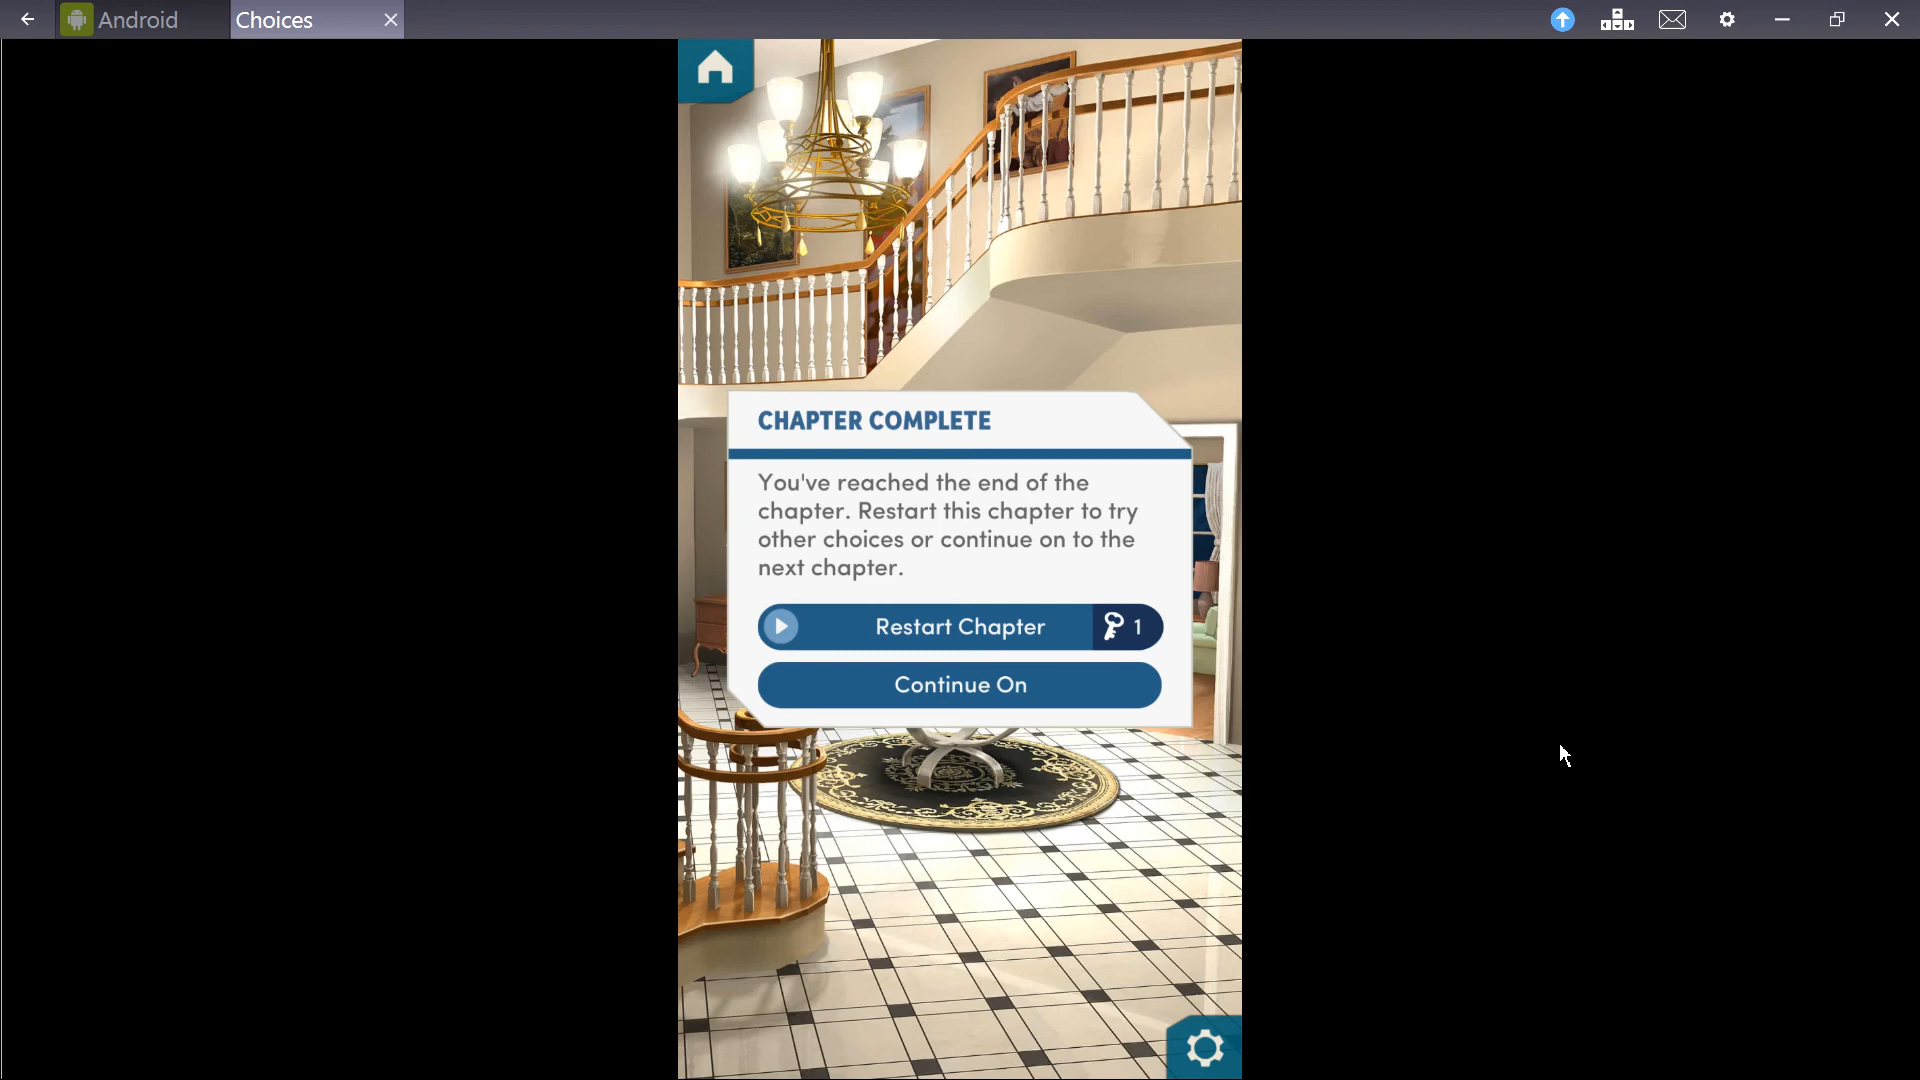 Android
Choices
CHAPTER COMPLETE
You've reached the end of the
chapter. Restart this chapter to try
other choices or continue on to the
next chapter.
Restart Chapter 1
Continue On